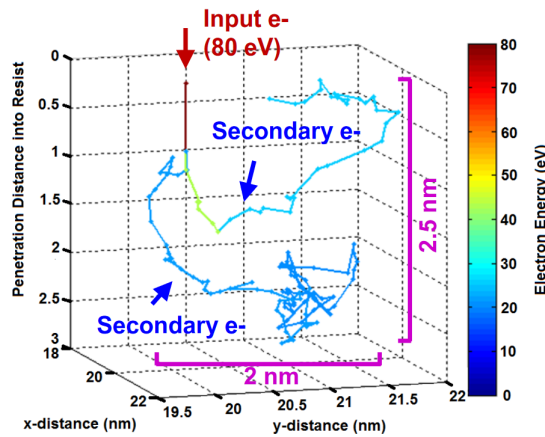 Input e-
(80 eV)
Penetration Distance into Resist
0
0.5
1
1.5
2
2.5
3
Secondary e-
Secondary e-
2.5 nm
2 nm
18
20
22
x-distance (nm)
19.5
20
20.5
21
21.5
22
y-distance (nm)
80
70
60
50
40
30
20
10
0
Electron Energy (eV)